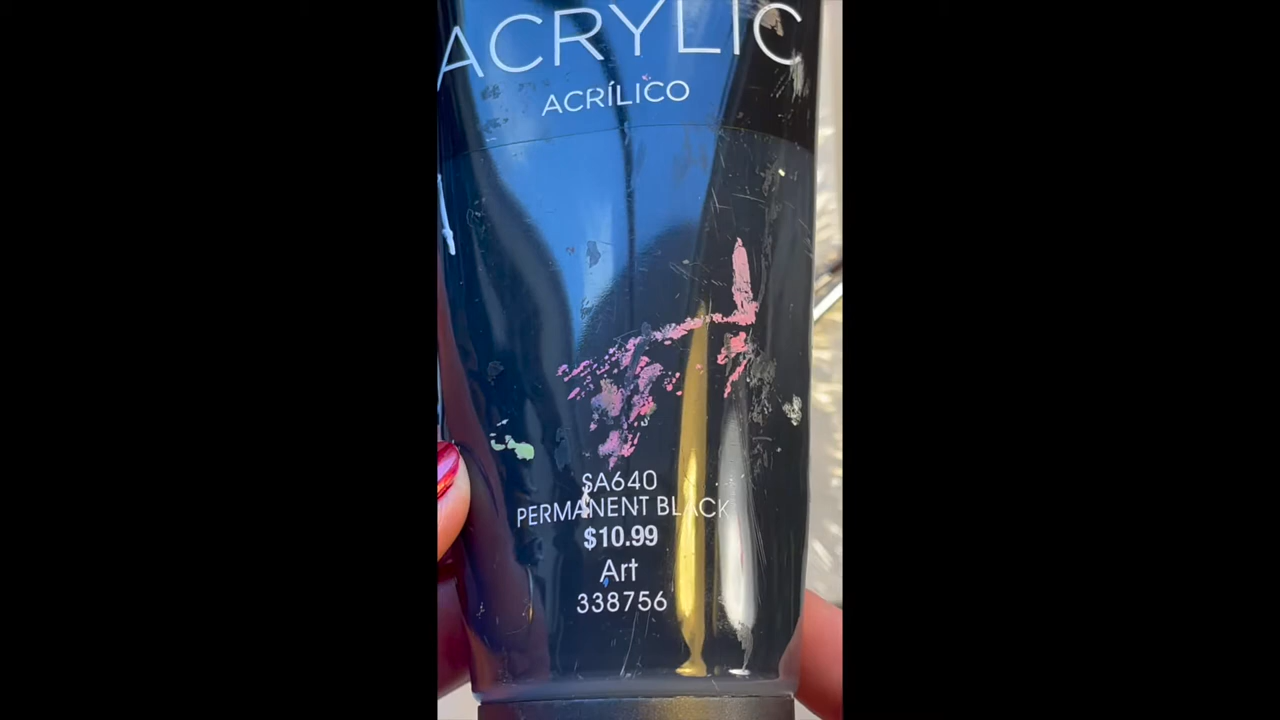 ACRYLIC
ACRÍLICO
SA640
PERMANENT BLACK
$10.99
Art
338756